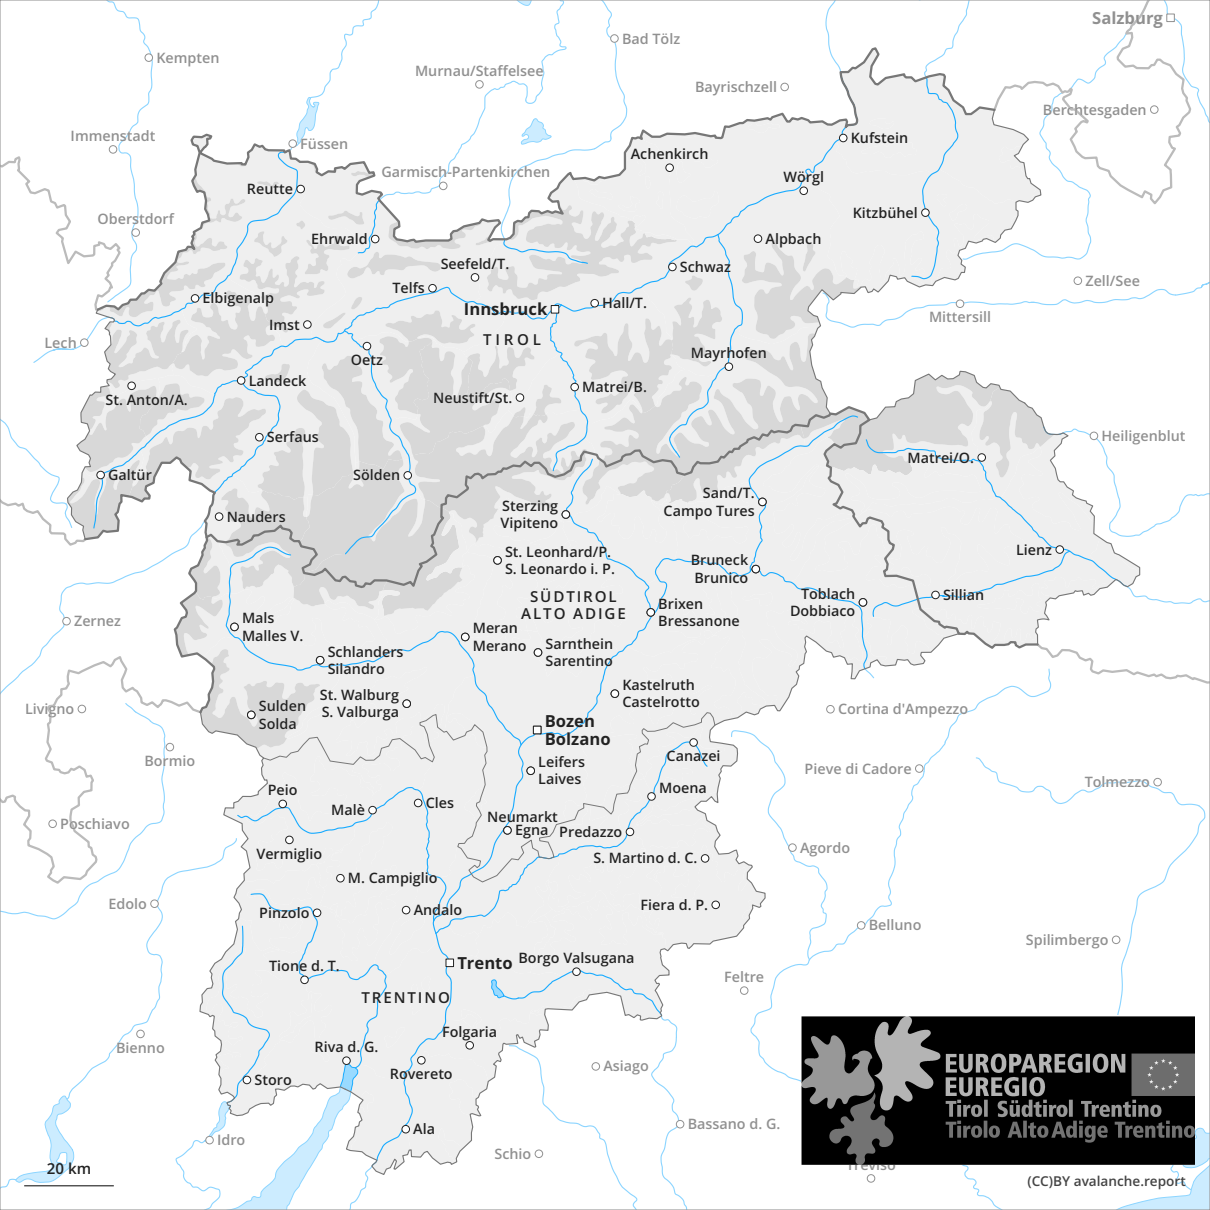 Salzburg
Bad Tölz
Kempten
Murnau/Staffelsee
Bayrischzell
Berchtesgaden
Immenstadt
Füssen
Kufstein
Achenkirch
Garmisch-Partenkirchen
Wörgl
Reutte
Oberstdorf
Kitzbühel
Ehrwald
Alpbach
Seefeld/T.
Schwaz
Zell/See
Telfs
Elbigenalp
Hall/T.
Innsbruck
Mittersill
Imst
TIROL
Lech
Mayrhofen
Oetz
Landeck
Matrei/B.
St. Anton/A.
Neustift/St.
Serfaus
Heiligenblut
Matrei/O.
Galtür
Sölden
Sand/T.
Campo Tures
Sterzing
Vipiteno
Nauders
Lienz
St. Leonhard/P.
S. Leonardo i. P.
Bruneck
Brunico
SÜDTIROL
ALTO ADIGE
Toblach
Dobbiaco
Sillian
Brixen
Bressanone
Zernez
Mals
Malles V.
Meran
Merano
Sarnthein
Sarentino
Schlanders
Silandro
Kastelruth
Castelrotto
St. Walburg
S. Valburga
Sulden
Solda
Livigno
Cortina d'Ampezzo
Bozen
Bolzano
Bormio
Canazei
Leifers
Laives
Pieve di Cadore
Tolmezzo
Peio
Moena
Malè
Cles
Neumarkt
Egna
Predazzo
Poschiavo
Vermiglio
Agordo
S. Martino d. C.
M. Campiglio
Edolo
Pinzolo
Andalo
Fiera d. P.
Belluno
Spilimbergo
Trento
Borgo Valsugana
Tione d. T.
Feltre
TRENTINO
Bienno
Folgaria
Riva d. G.
Asiago
Rovereto
Storo
EUROPAREGION
EUREGIO
Tirol Südtirol Trentino
Tirolo Alto Adige Trentino
Bassano d. G.
Ala
Idro
Schio
Treviso
20 km
(CC)BY avalanche.report